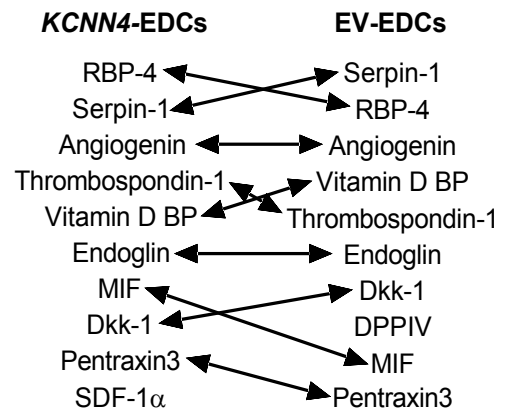 KCNN4-EDCs EV-EDCs
RBP-4 Serpin-1
Serpin-1 RBP-4
Angiogenin Angiogenin
Thrombospondin-1 Vitamin D BP
Vitamin D BP Thrombospondin-1
Endoglin Endoglin
MIF Dkk-1
Dkk-1 DPPIV
Pentraxin3 MIF
SDF-1α Pentraxin3